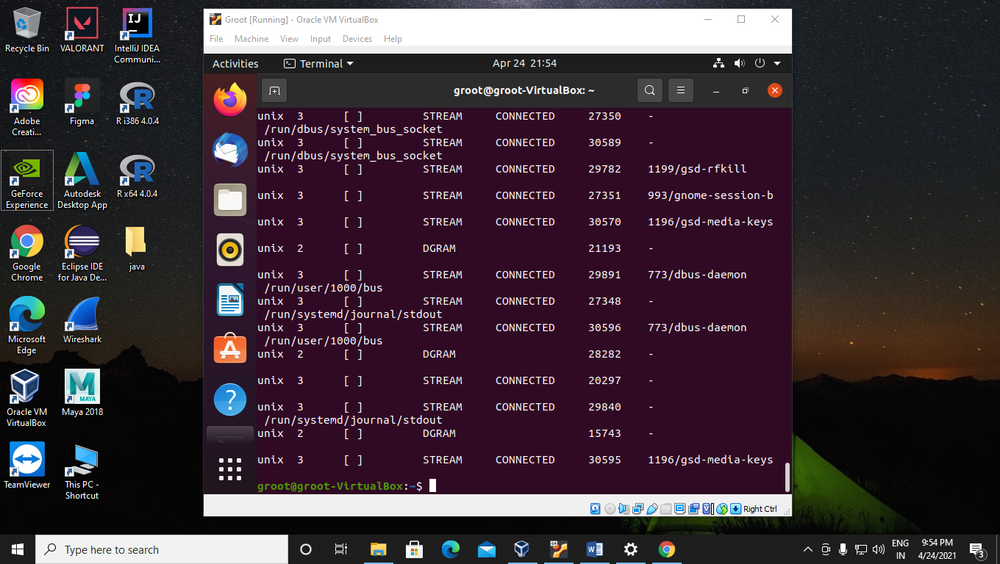 Recycle Bin
VALORANT
IntelliJ IDEA
Communi...
Adobe
Creati...
Figma
R i386 4.0.4
GeForce
Experience
Autodesk
Desktop App
R x64 4.0.4
Google
Chrome
Eclipse IDE
for Java De...
java
Microsoft
Edge
Wireshark
Oracle VM
VirtualBox
MAYA
Maya 2018
TeamViewer
This PC -
Shortcut
Groot [Running] - Oracle VM VirtualBox
File Machine View Input Devices Help
Activities Terminal Apr 24 21:54
groot@groot-VirtualBox: ~
unix 3 [ ] STREAM CONNECTED 27350 -
/run/dbus/system_bus_socket
unix 3 [ ] STREAM CONNECTED 30589 -
/run/dbus/system_bus_socket
unix 3 [ ] STREAM CONNECTED 29782 1199/gsd-rfkill
unix 3 [ ] STREAM CONNECTED 27351 993/gnome-session-b
unix 3 [ ] STREAM CONNECTED 30570 1196/gsd-media-keys
unix 2 [ ] DGRAM 21193 -
unix 3 [ ] STREAM CONNECTED 29891 773/dbus-daemon
/run/user/1000/bus
unix 3 [ ] STREAM CONNECTED 27348 -
/run/systemd/journal/stdout
unix 3 [ ] STREAM CONNECTED 30596 773/dbus-daemon
/run/user/1000/bus
unix 2 [ ] DGRAM 28282 -
unix 3 [ ] STREAM CONNECTED 20297 -
unix 3 [ ] STREAM CONNECTED 29840 -
/run/systemd/journal/stdout
unix 2 [ ] DGRAM 15743 -
unix 3 [ ] STREAM CONNECTED 30595 1196/gsd-media-keys
groot@groot-VirtualBox:~$
Right Ctrl
Type here to search
ENG
IN
9:54 PM
4/24/2021
3